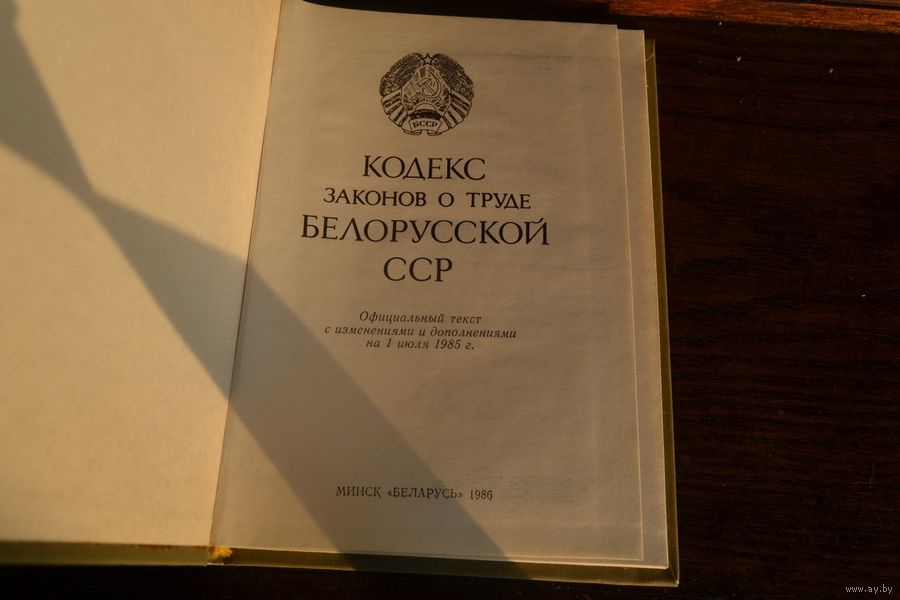 БССР
КОДЕКС
ЗАКОНОВ О ТРУДЕ
БЕЛОРУССКОЙ
ССР
Официальный текст
с изменениями и дополнениями
на 1 июля 1985 г.
МИНСК «БЕЛАРУСЬ» 1986
www.ay.by